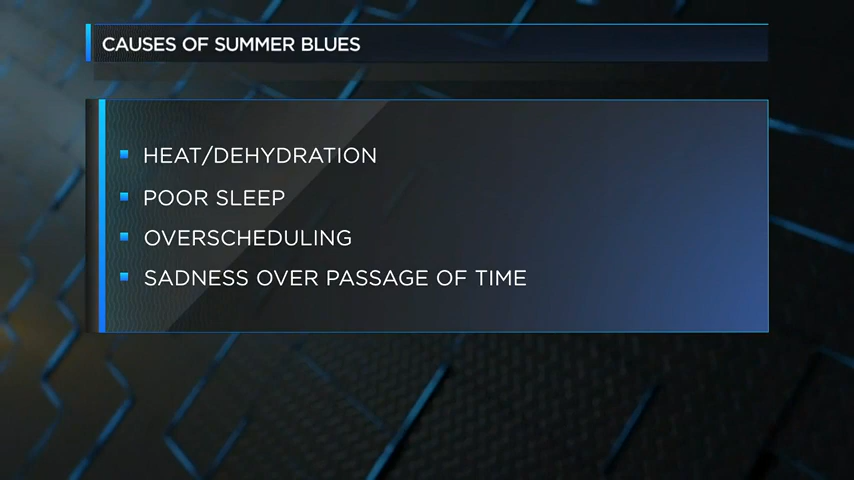 CAUSES OF SUMMER BLUES
HEAT/DEHYDRATION
POOR SLEEP
OVERSCHEDULING
SADNESS OVER PASSAGE OF TIME